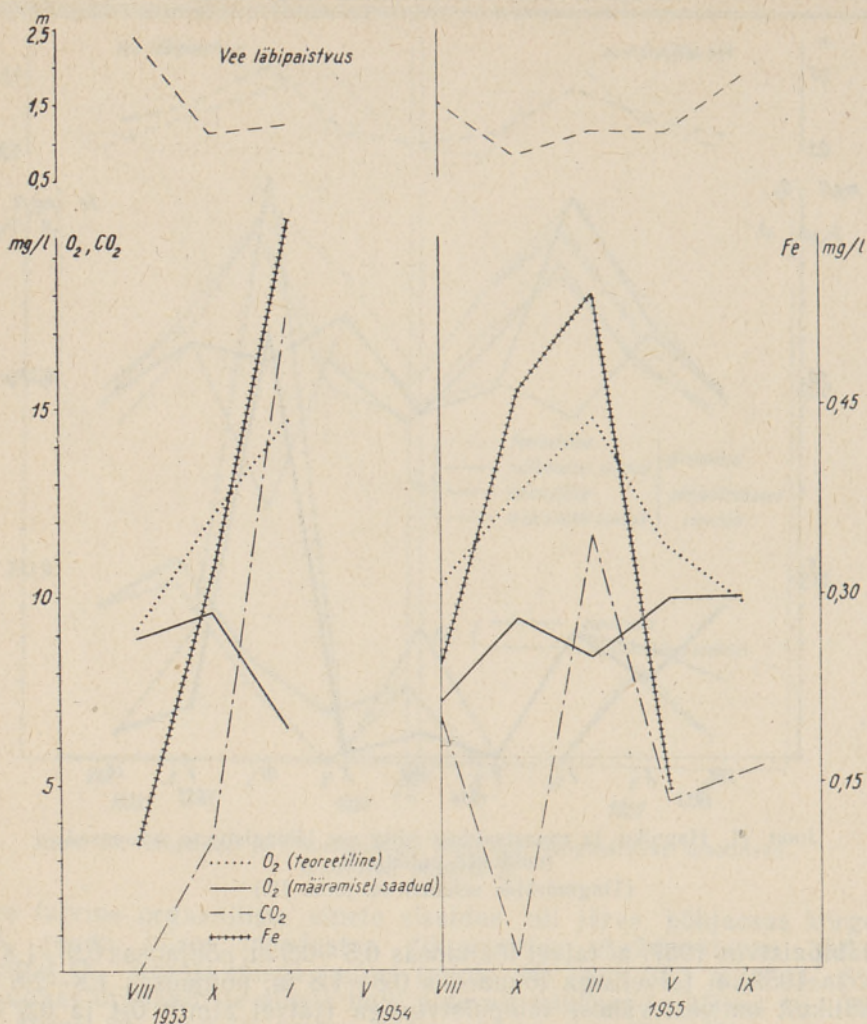 m
2,5
Vee läbipaistvus
1,5
0,5
mg/l O₂, CO₂
Fe mg/l
15
0,45
10
0,30
5
0,15
O₂ (teoreetiline)
O₂ (määramisel saadud)
CO₂
Fe
VIII X I V VIII X III V IX
1953 1954 1955